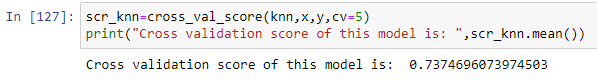 In [127]: scr_knn=cross_val_score(knn,x,y,cv=5)
print("Cross validation score of this model is: ",scr_knn.mean())
Cross validation score of this model is:  0.7374696073974503